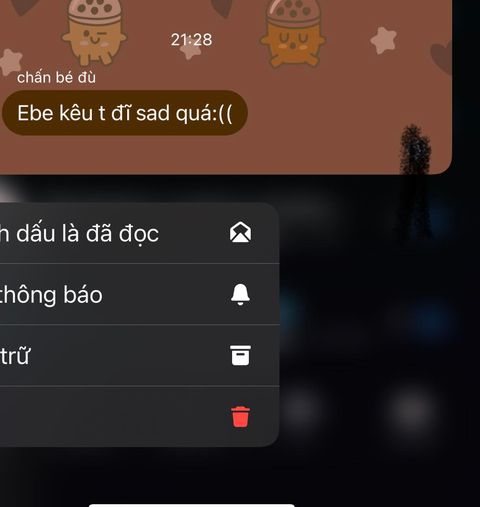 21:28
chấn bé đù
Ebe kêu t đĩ sad quá:((
h dấu là đã đọc
thông báo
trữ